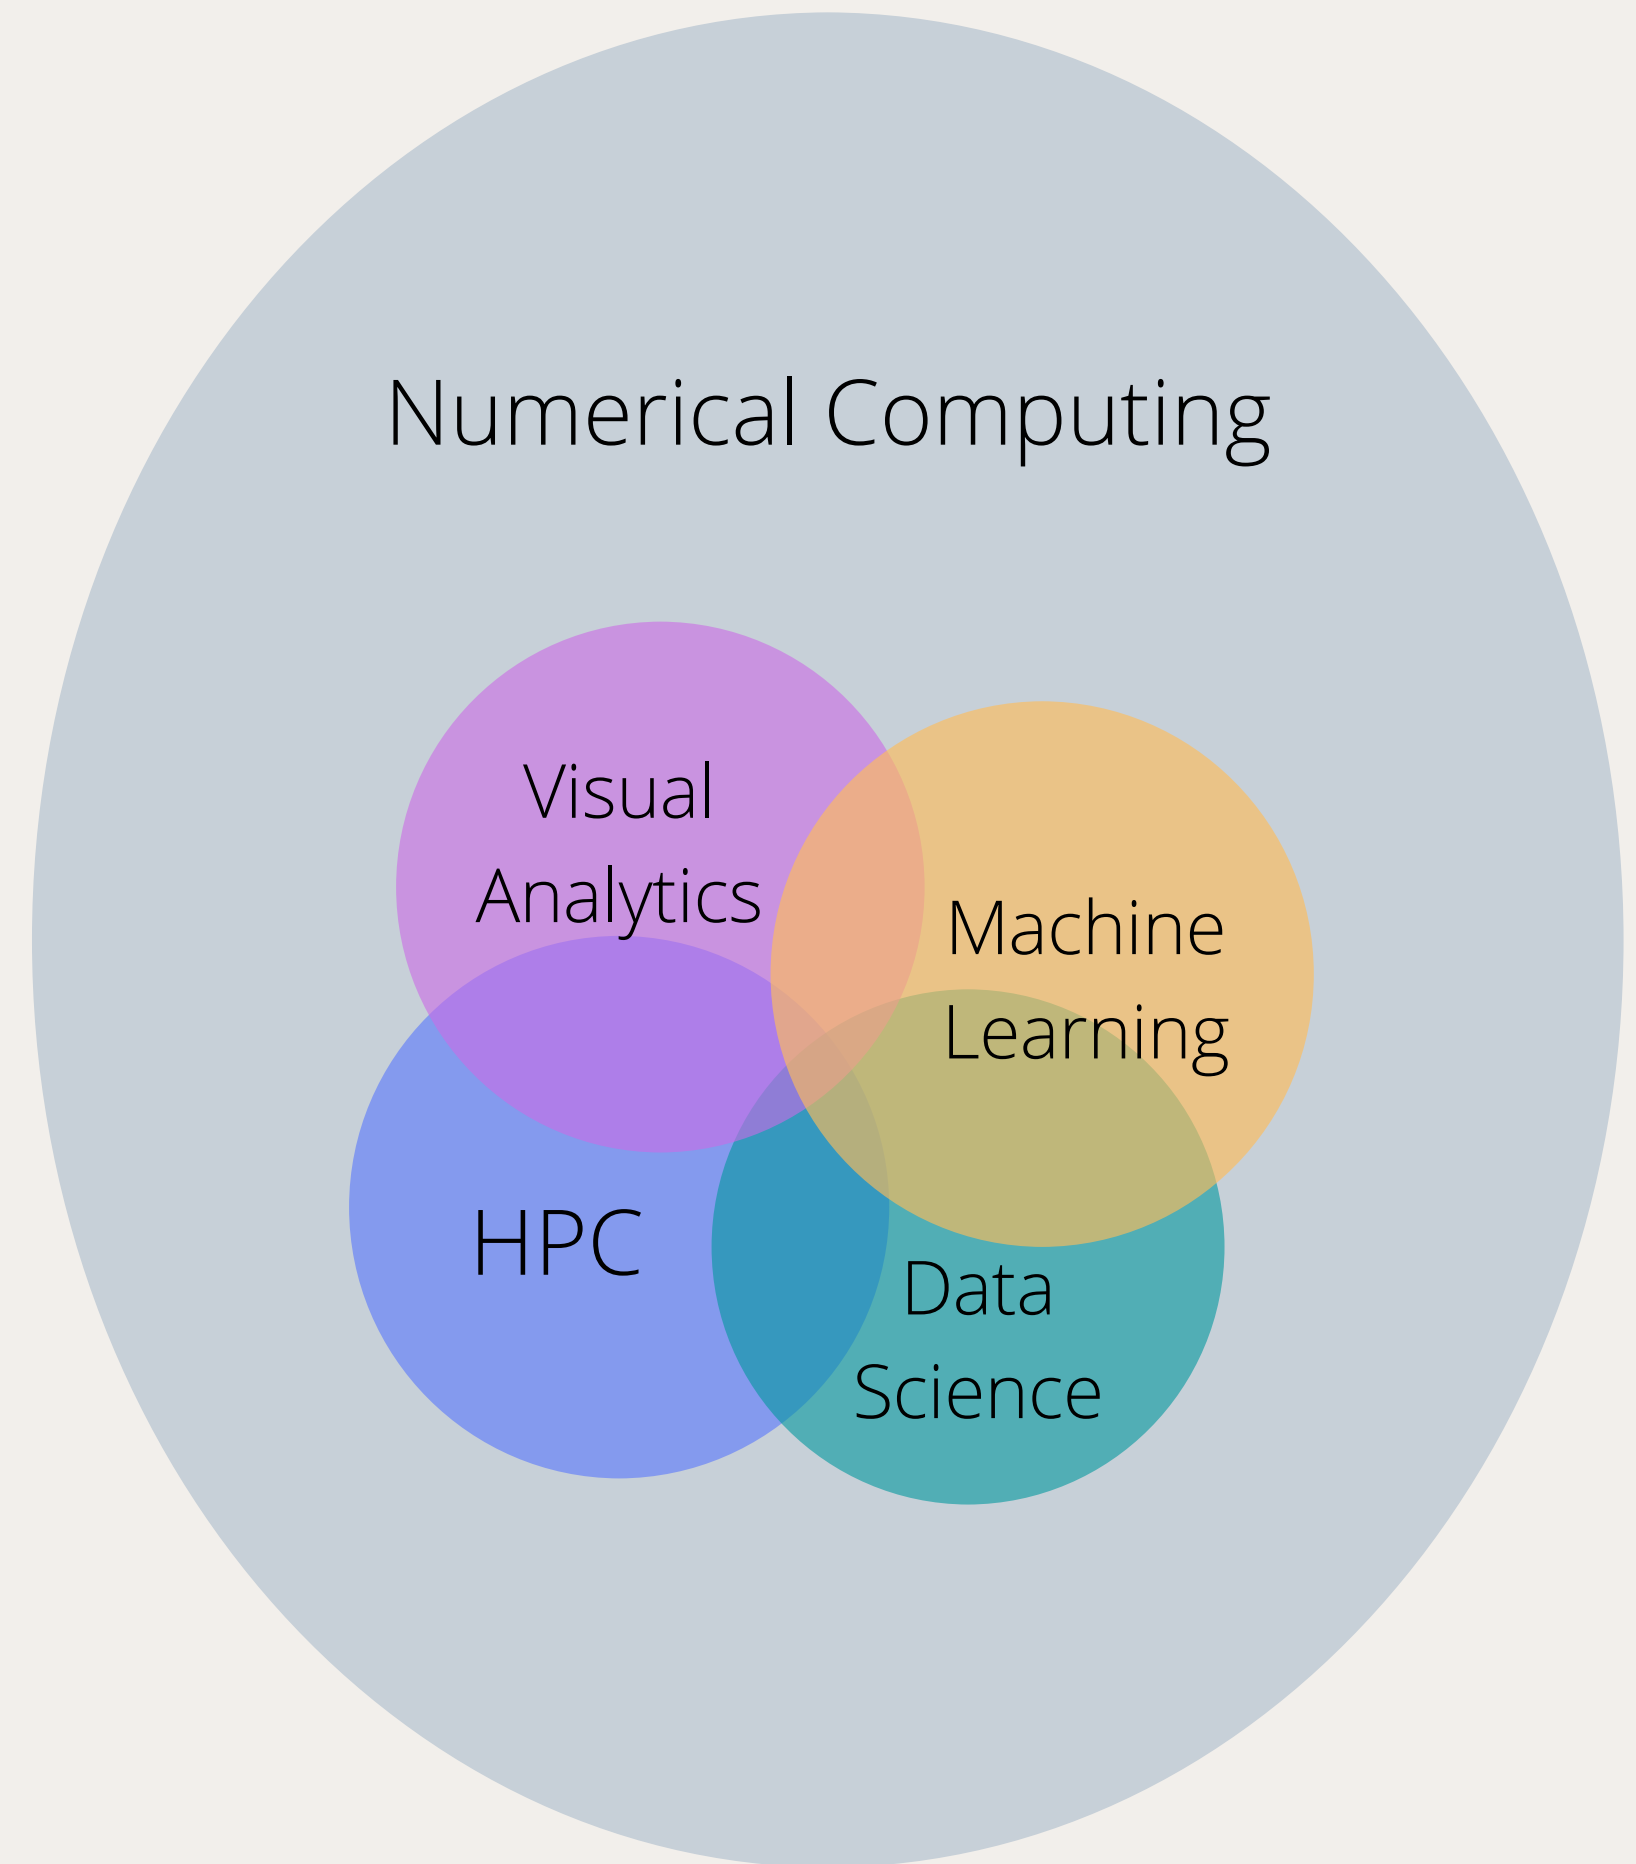 Numerical Computing
Visual
Analytics
Machine
Learning
HPC
Data
Science